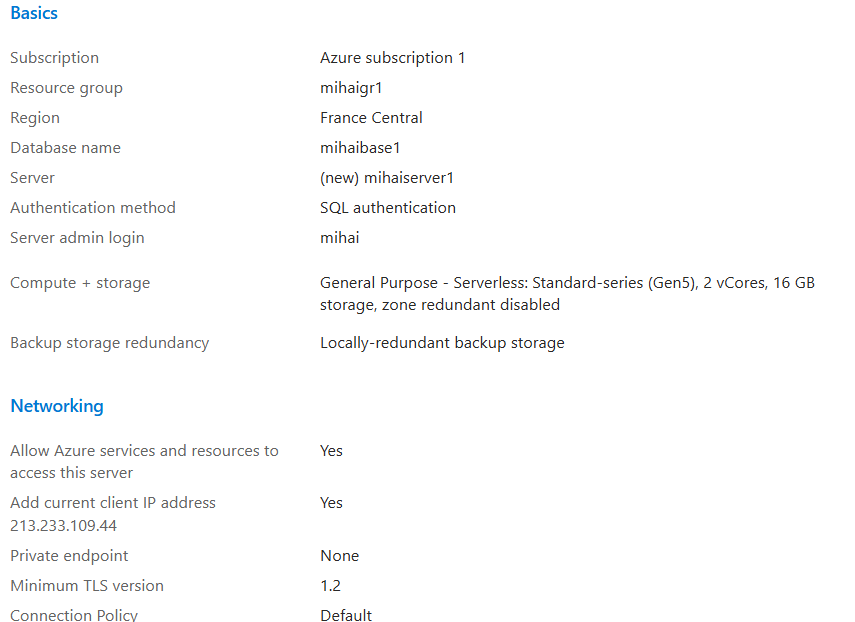 Basics
Subscription Azure subscription 1
Resource group mihaigr1
Region France Central
Database name mihaibase1
Server (new) mihaiserver1
Authentication method SQL authentication
Server admin login mihai
Compute + storage General Purpose - Serverless: Standard-series (Gen5), 2 vCores, 16 GB
storage, zone redundant disabled
Backup storage redundancy Locally-redundant backup storage
Networking
Allow Azure services and resources to Yes
access this server
Add current client IP address Yes
213.233.109.44
Private endpoint None
Minimum TLS version 1.2
Connection Policy Default